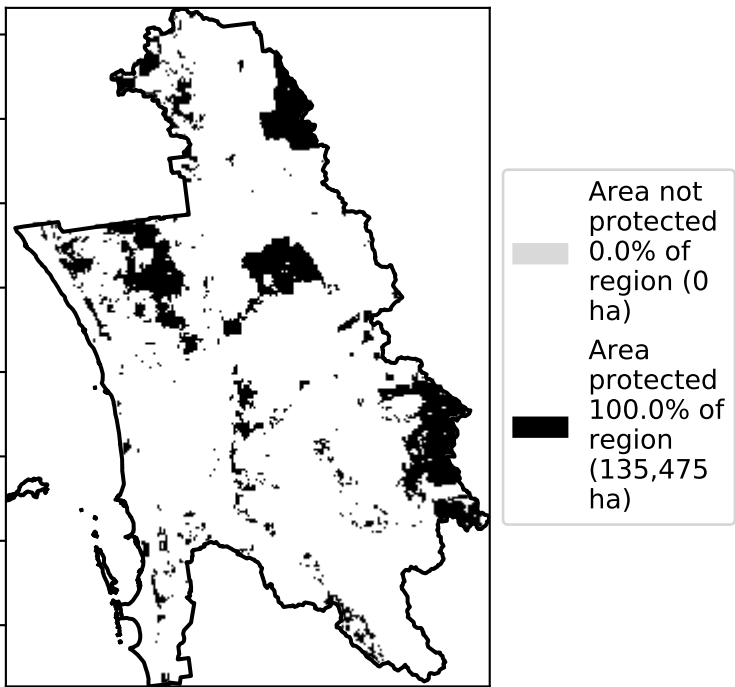 Area not
protected
0.0% of
region (0
ha)
Area
protected
100.0% of
region
(135,475
ha)